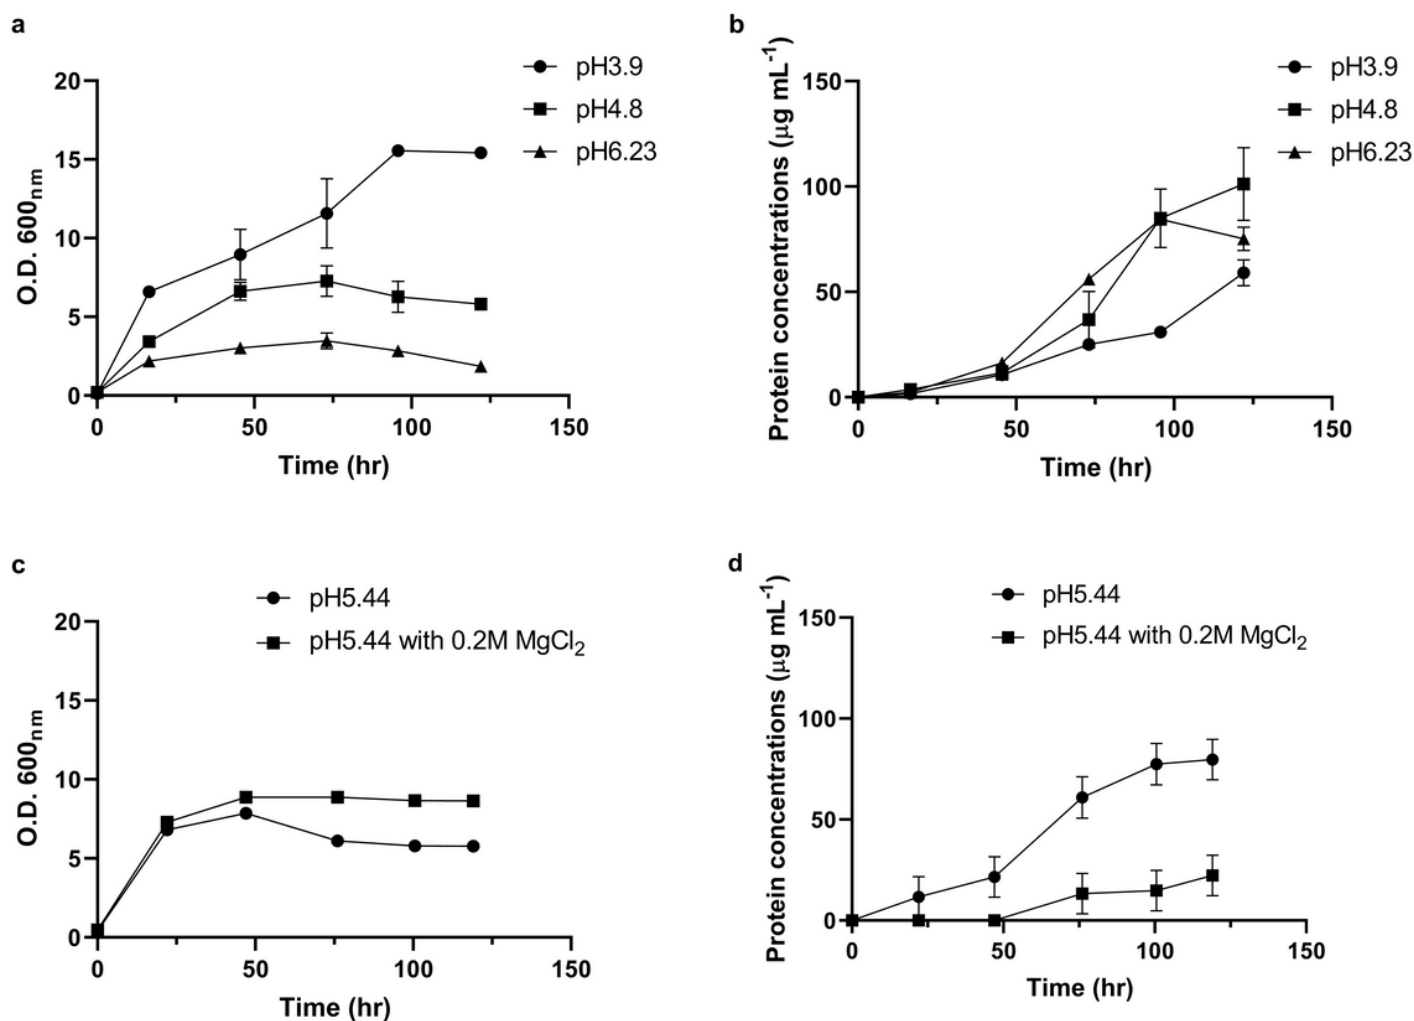 a
pH3.9
pH4.8
pH6.23
20
15
10
5
0
O.D. 600nm
0 50 100 150
Time (hr)
b
pH3.9
pH4.8
pH6.23
150
100
50
0
Protein concentrations (μg mL⁻¹)
0 50 100 150
Time (hr)
c
pH5.44
pH5.44 with 0.2M MgCl₂
20
15
10
5
0
O.D. 600nm
0 50 100 150
Time (hr)
d
pH5.44
pH5.44 with 0.2M MgCl₂
150
100
50
0
Protein concentrations (μg mL⁻¹)
0 50 100 150
Time (hr)